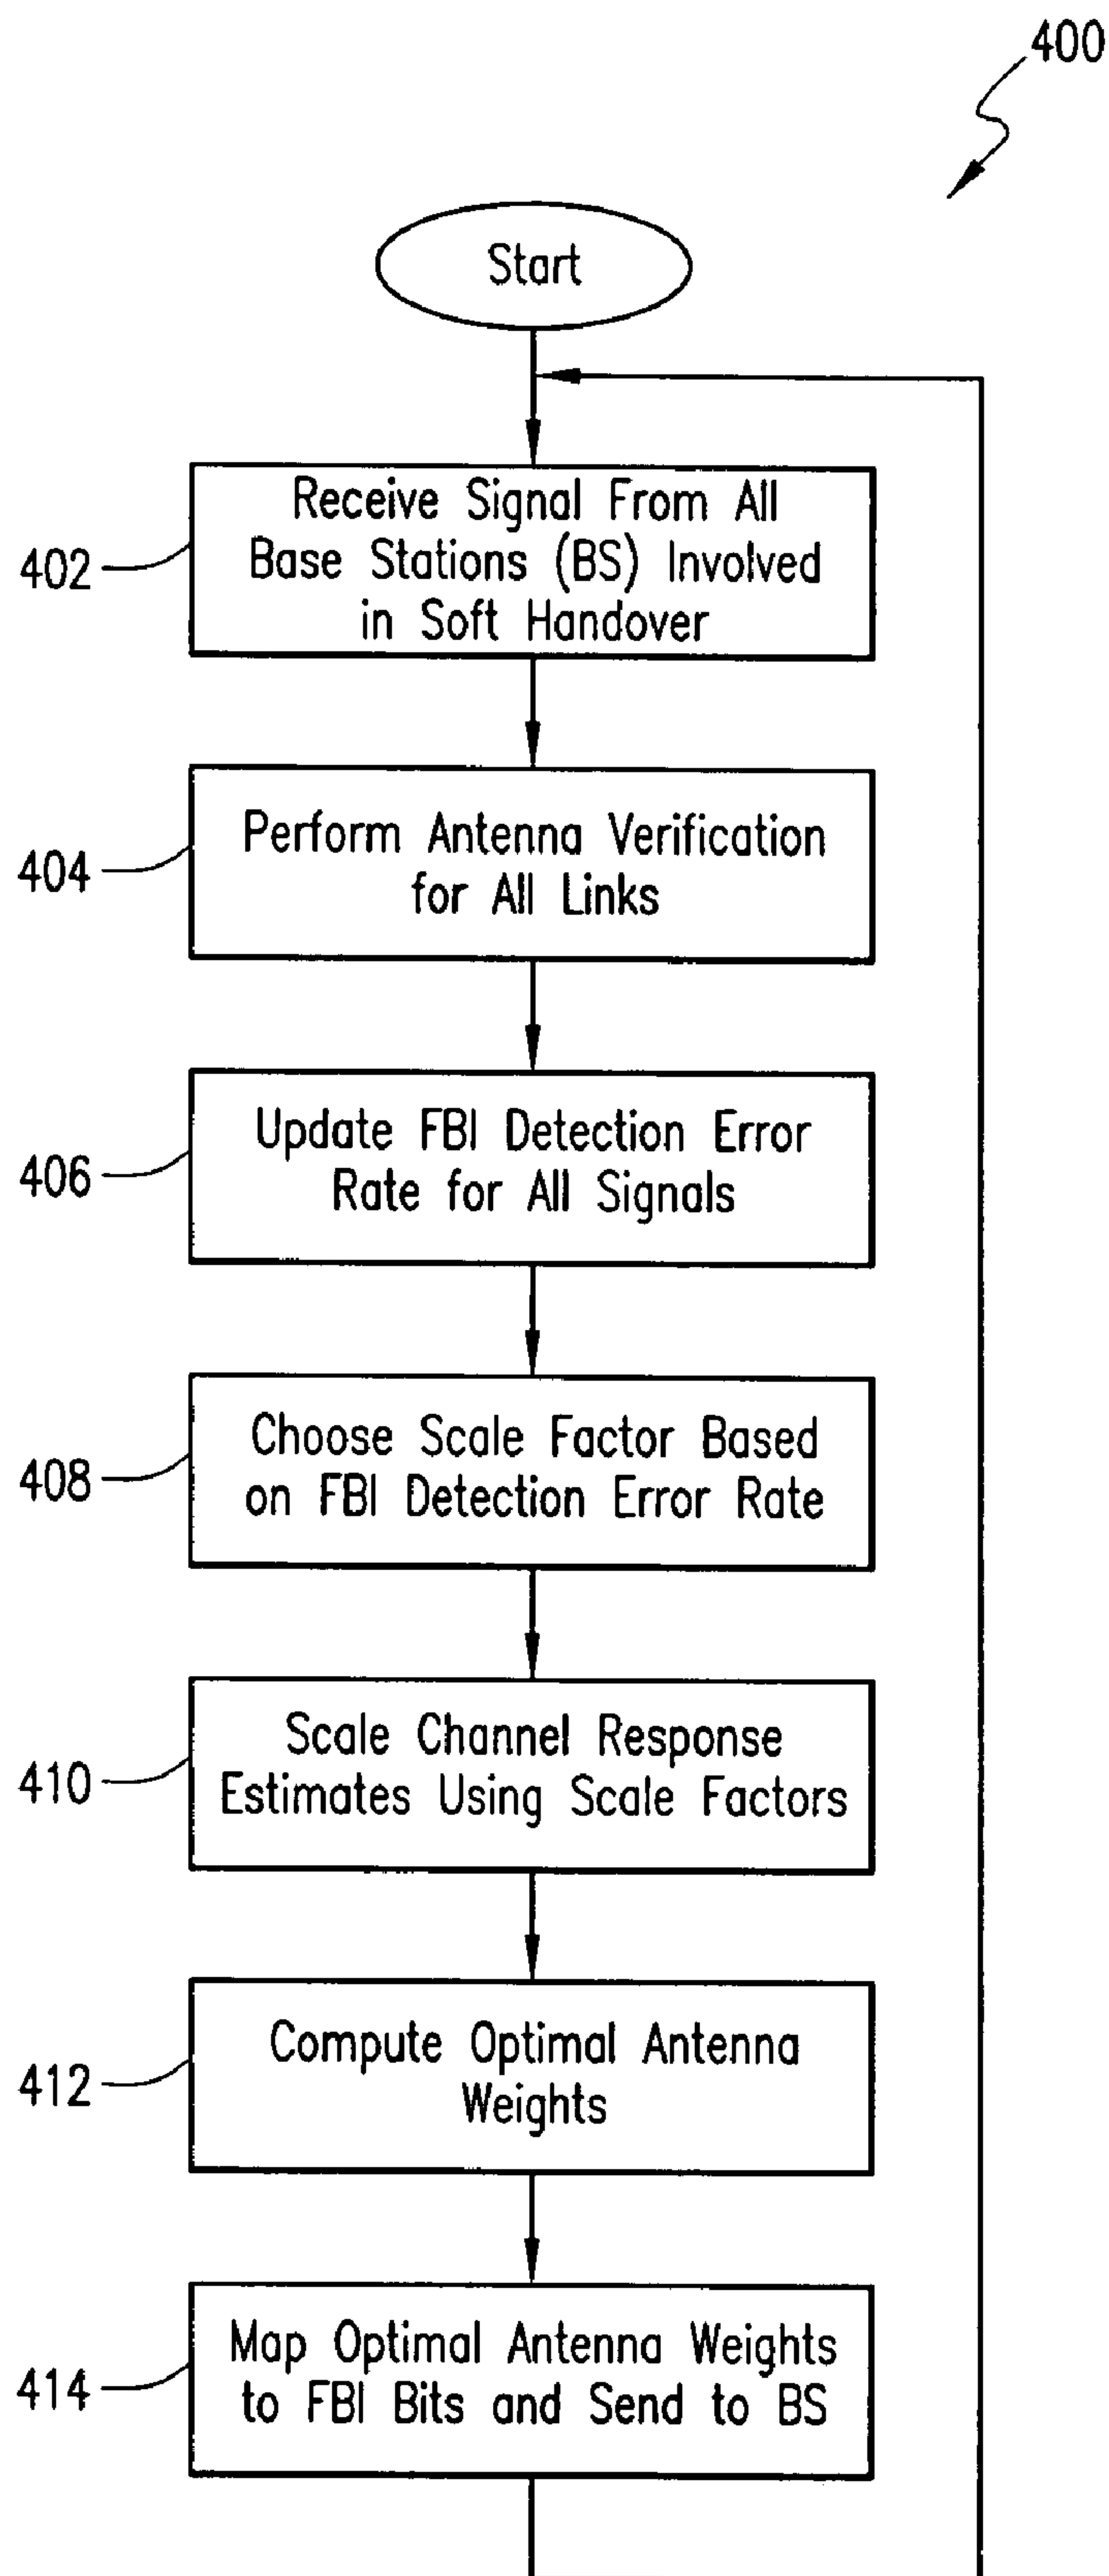 400
Start
402
Receive Signal From All
Base Stations (BS) Involved
in Soft Handover
404
Perform Antenna Verification
for All Links
406
Update FBI Detection Error
Rate for All Signals
408
Choose Scale Factor Based
on FBI Detection Error Rate
410
Scale Channel Response
Estimates Using Scale Factors
412
Compute Optimal Antenna
Weights
414
Map Optimal Antenna Weights
to FBI Bits and Send to BS